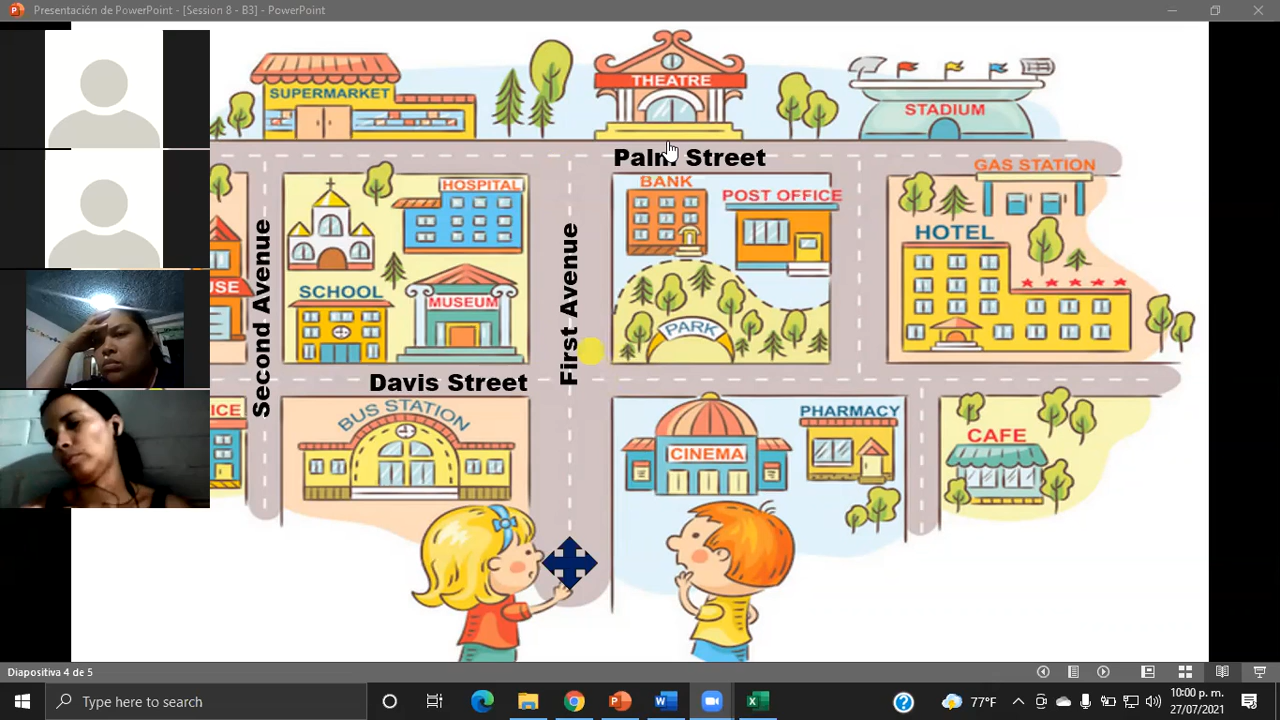 Presentación de PowerPoint - [Session 8 - B3] - PowerPoint
SUPERMARKET
THEATRE
STADIUM
Palm Street
GAS STATION
HOSPITAL
BANK
POST OFFICE
HOTEL
SCHOOL
MUSEUM
Second Avenue
First Avenue
PARK
USE
Davis Street
ICE
BUS STATION
CINEMA
PHARMACY
CAFE
Diapositiva 4 de 5
Type here to search
77°F
10:00 p. m.
27/07/2021